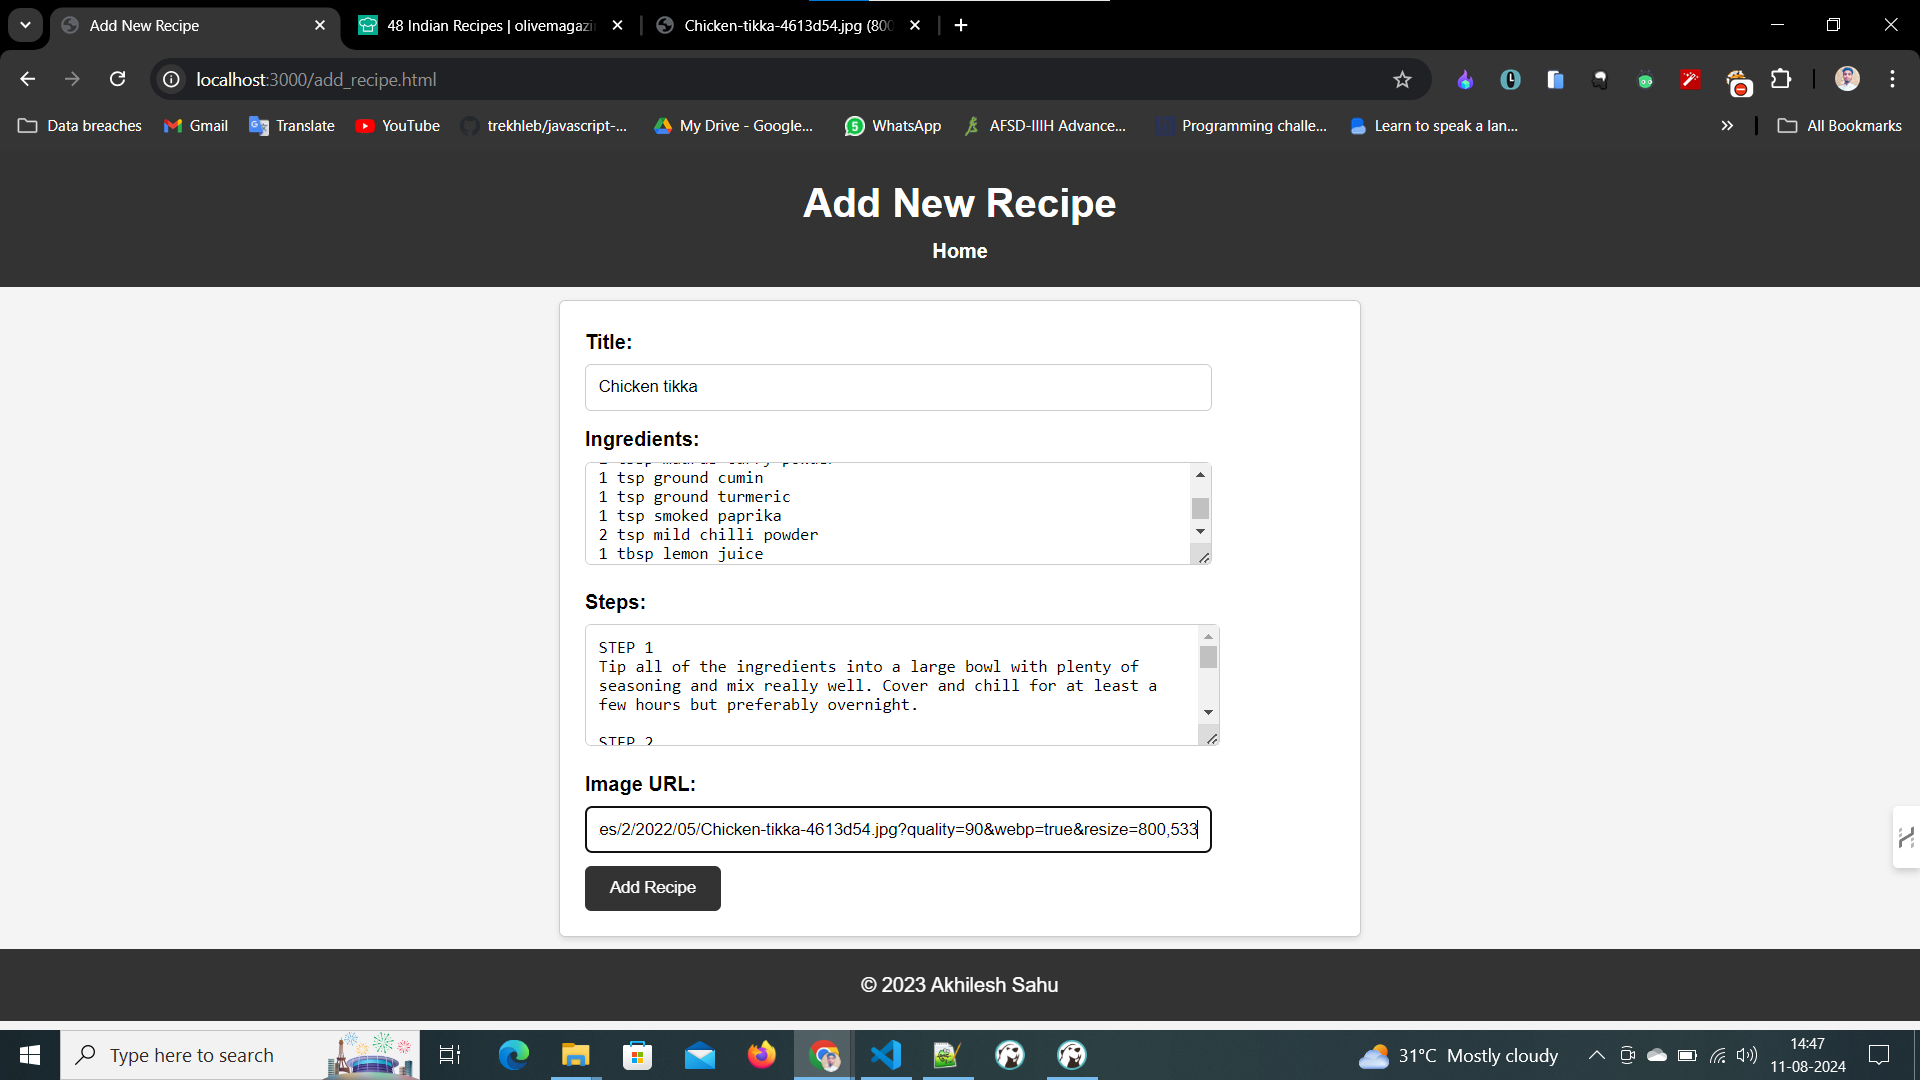 Add New Recipe
48 Indian Recipes | olivemagazi
Chicken-tikka-4613d54.jpg (800
localhost:3000/add_recipe.html
Data breaches
Gmail
Translate
YouTube
trekhleb/javascript-...
My Drive - Google...
WhatsApp
AFSD-IIIH Advance...
Programming challe...
Learn to speak a lan...
All Bookmarks
Add New Recipe
Home
Title:
Chicken tikka
Ingredients:
1 tsp ground cumin
1 tsp ground turmeric
1 tsp smoked paprika
2 tsp mild chilli powder
1 tbsp lemon juice
Steps:
STEP 1
Tip all of the ingredients into a large bowl with plenty of
seasoning and mix really well. Cover and chill for at least a
few hours but preferably overnight.
STEP 2
Image URL:
es/2/2022/05/Chicken-tikka-4613d54.jpg?quality=90&webp=true&resize=800,533
Add Recipe
© 2023 Akhilesh Sahu
Type here to search
31°C Mostly cloudy
14:47
11-08-2024